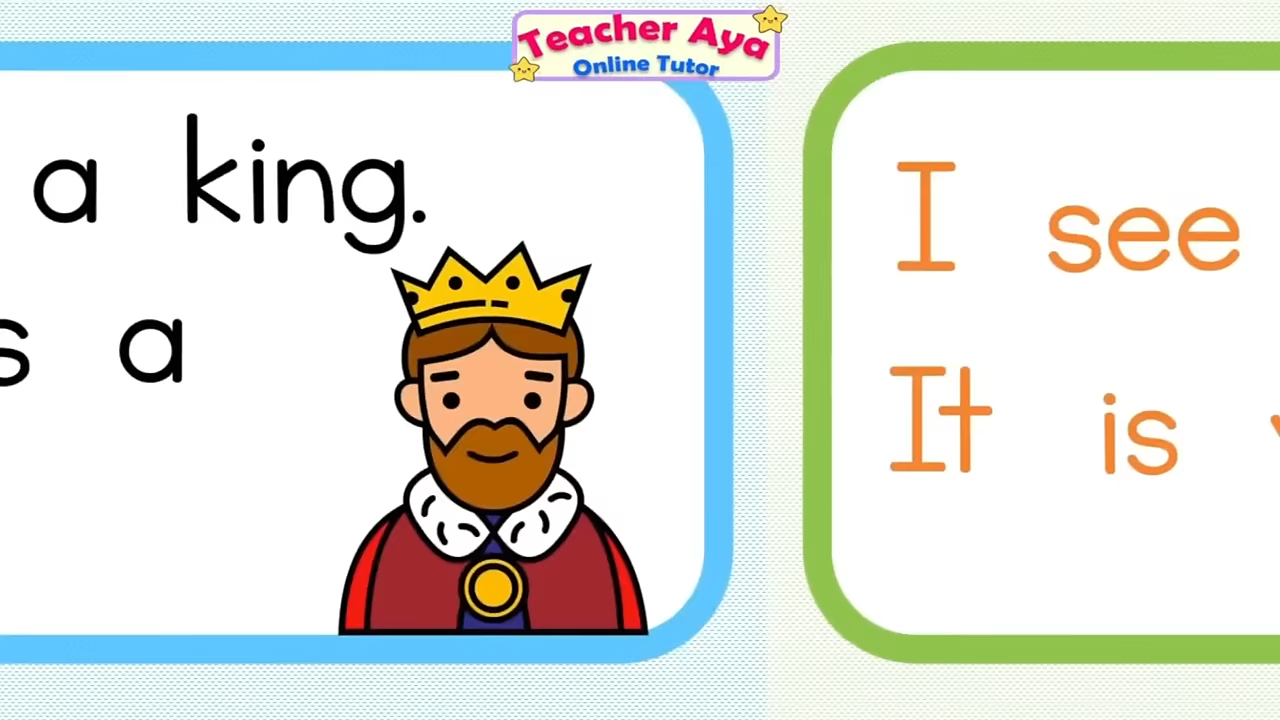 Teacher Aya
Online Tutor
a king.
s a
I see
It is